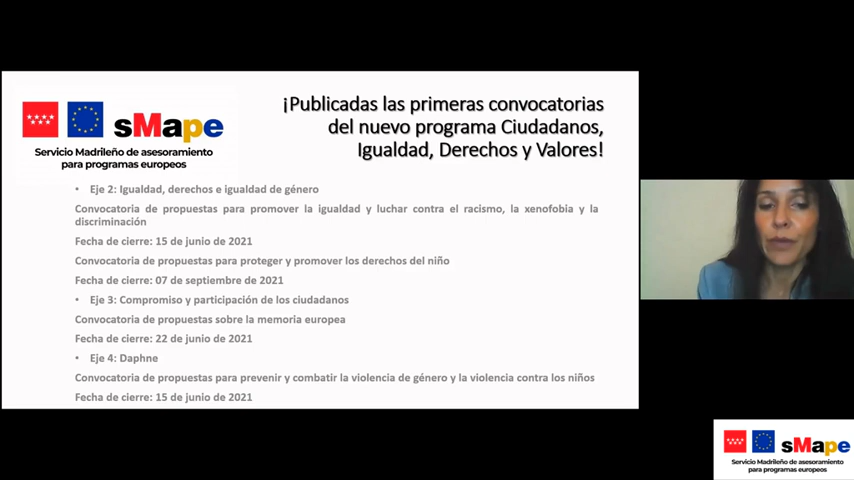 ¡Publicadas las primeras convocatorias
del nuevo programa Ciudadanos,
Igualdad, Derechos y Valores!
sMape
Servicio Madrileño de asesoramiento
para programas europeos
• Eje 2: Igualdad, derechos e igualdad de género
Convocatoria de propuestas para promover la igualdad y luchar contra el racismo, la xenofobia y la
discriminación
Fecha de cierre: 15 de junio de 2021
Convocatoria de propuestas para proteger y promover los derechos del niño
Fecha de cierre: 07 de septiembre de 2021
• Eje 3: Compromiso y participación de los ciudadanos
Convocatoria de propuestas sobre la memoria europea
Fecha de cierre: 22 de junio de 2021
• Eje 4: Daphne
Convocatoria de propuestas para prevenir y combatir la violencia de género y la violencia contra los niños
Fecha de cierre: 15 de junio de 2021
sMape
Servicio Madrileño de asesoramiento
para programas europeos